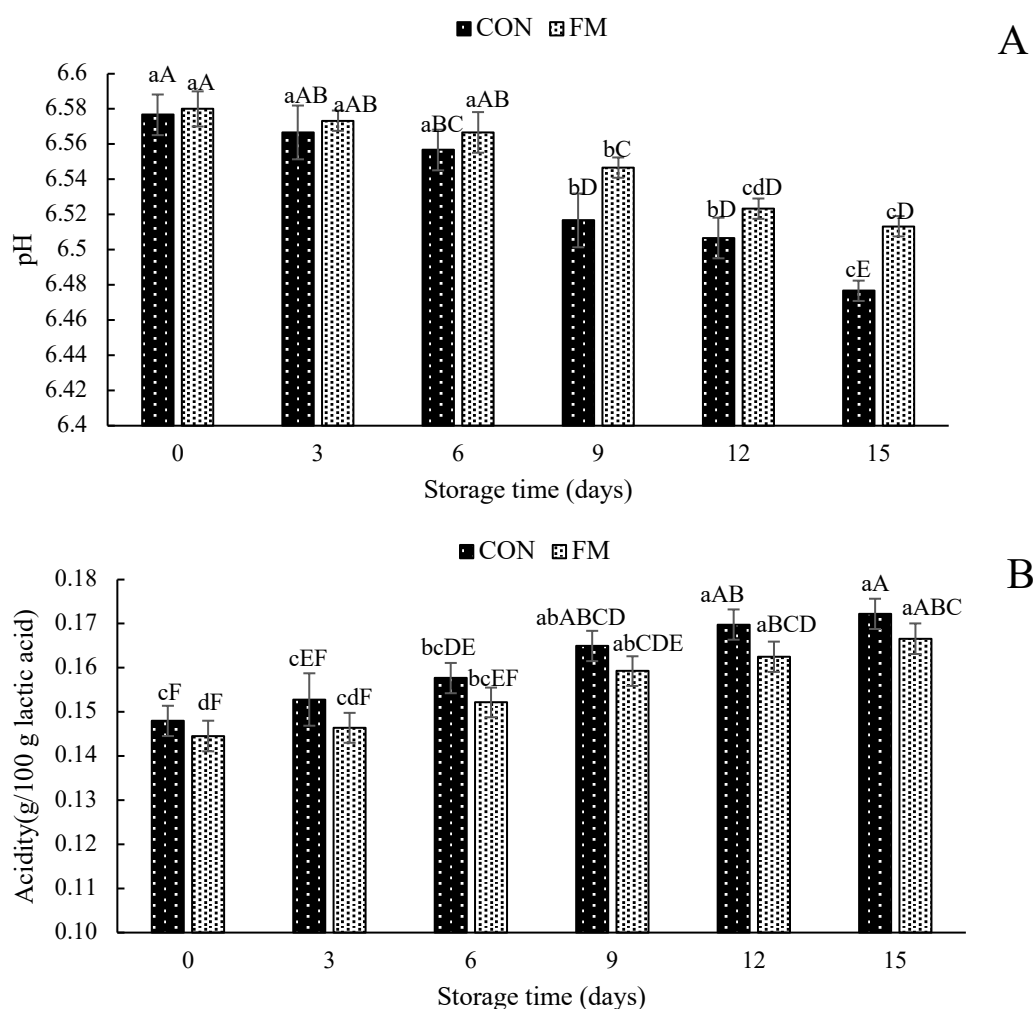 CON FM
A
6.6
6.58
6.56
6.54
6.52
6.5
6.48
6.46
6.44
6.42
6.4
pH
aA aA
aAB aAB
aBC aAB
bD bC
bD cdD
cE cD
0 3 6 9 12 15
Storage time (days)
CON FM
B
0.18
0.17
0.16
0.15
0.14
0.13
0.12
0.11
0.10
Acidity(g/100 g lactic acid)
cF dF
cEF cdF
bcDE bcEF
abABCD abCDE
aAB aBCD
aA aABC
0 3 6 9 12 15
Storage time (days)